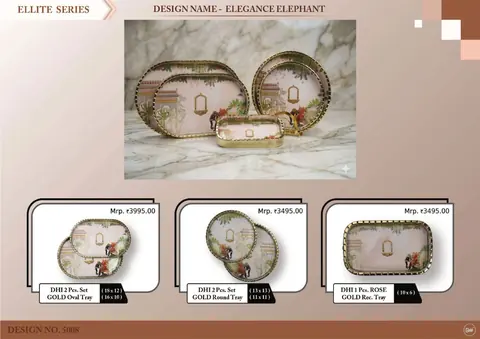 ELLITE SERIES
DESIGN NAME - ELEGANCE ELEPHANT
Mrp. ₹3995.00
DHI 2 Pcs. Set ( 18 x 12 )
GOLD Oval Tray ( 16 x 10 )
Mrp. ₹3495.00
DHI 2 Pcs. Set ( 13 x 13 )
GOLD Round Tray ( 11 x 11 )
Mrp. ₹3495.00
DHI 1 Pcs. ROSE
GOLD Rec. Tray ( 10 x 6 )
DESIGN NO. 5008